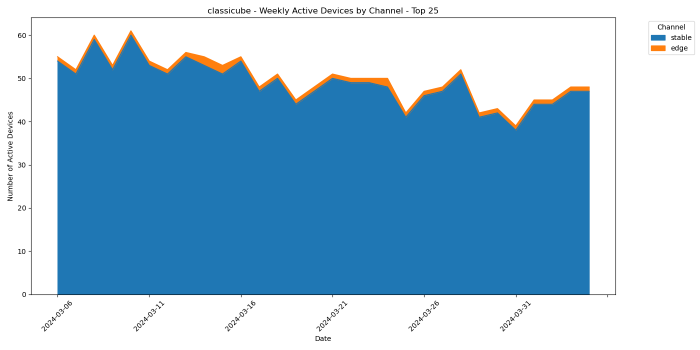 classicube - Weekly Active Devices by Channel - Top 25
Channel
stable
edge
Number of Active Devices
60
50
40
30
20
10
0
2024-03-06
2024-03-11
2024-03-16
2024-03-21
2024-03-26
2024-03-31
Date